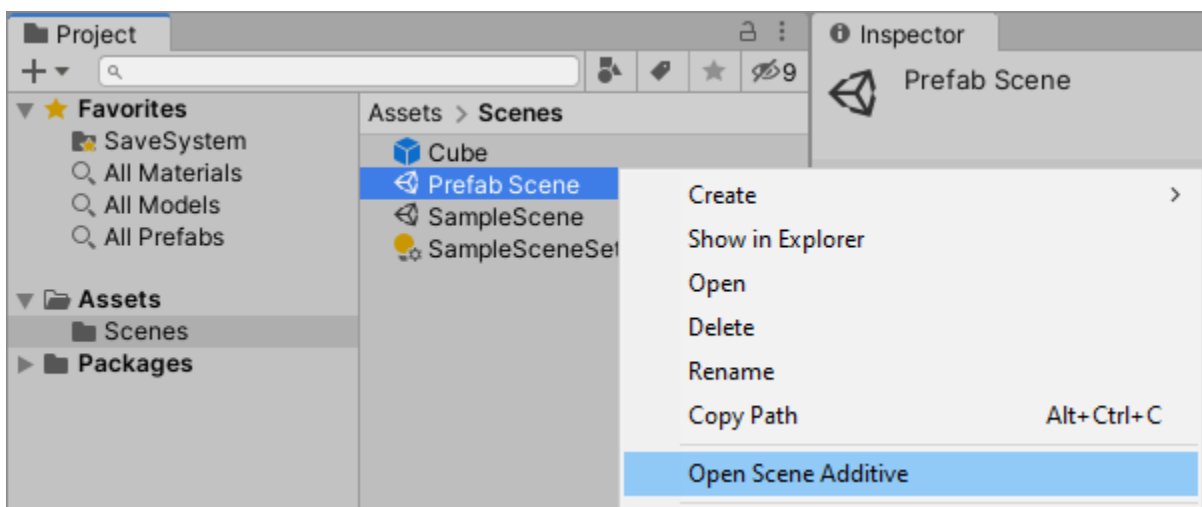 Project
9
Favorites
SaveSystem
All Materials
All Models
All Prefabs
Assets
Scenes
Packages
Assets > Scenes
Cube
Prefab Scene
SampleScene
SampleSceneSet
Inspector
Prefab Scene
Create >
Show in Explorer
Open
Delete
Rename
Copy Path Alt+Ctrl+C
Open Scene Additive